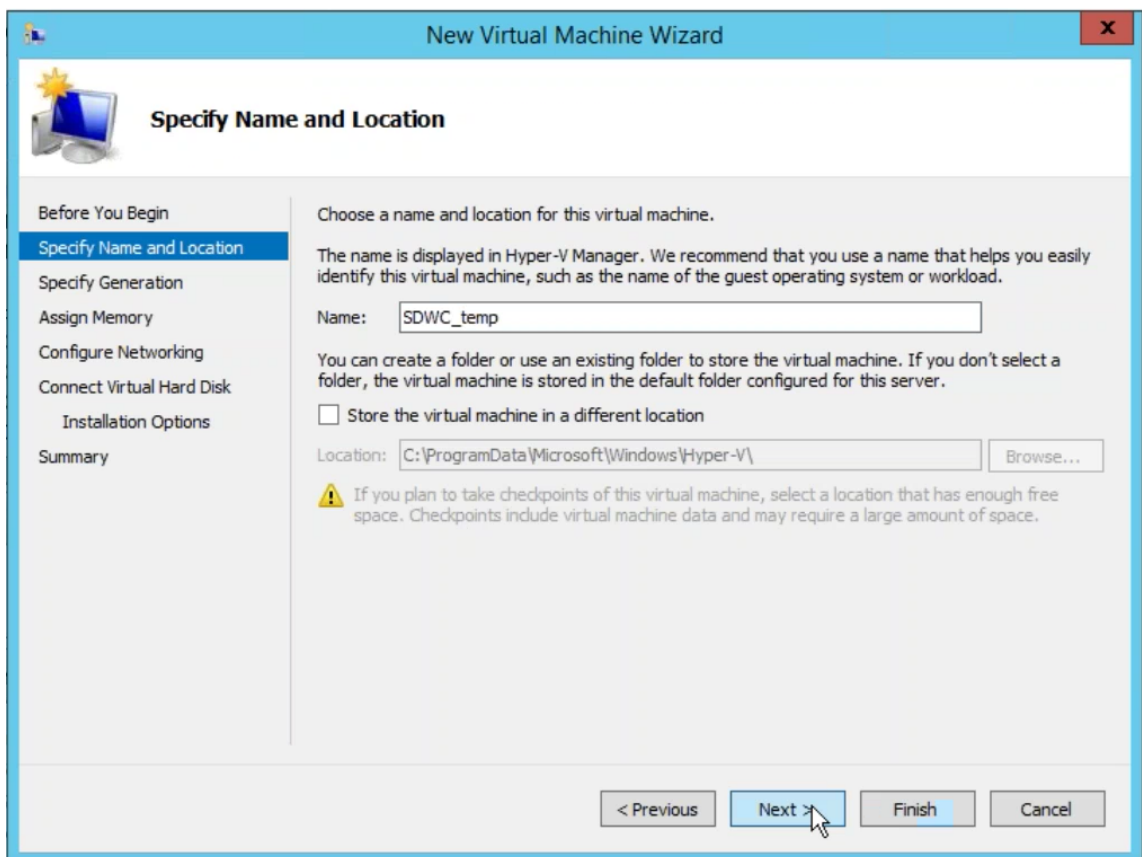 New Virtual Machine Wizard
x
Specify Name and Location
Before You Begin
Specify Name and Location
Specify Generation
Assign Memory
Configure Networking
Connect Virtual Hard Disk
Installation Options
Summary
Choose a name and location for this virtual machine.
The name is displayed in Hyper-V Manager. We recommend that you use a name that helps you easily
identify this virtual machine, such as the name of the guest operating system or workload.
Name: SDWC_temp
You can create a folder or use an existing folder to store the virtual machine. If you don't select a
folder, the virtual machine is stored in the default folder configured for this server.
Store the virtual machine in a different location
Location: C:\ProgramData\Microsoft\Windows\Hyper-V\ Browse...
If you plan to take checkpoints of this virtual machine, select a location that has enough free
space. Checkpoints include virtual machine data and may require a large amount of space.
< Previous Next > Finish Cancel